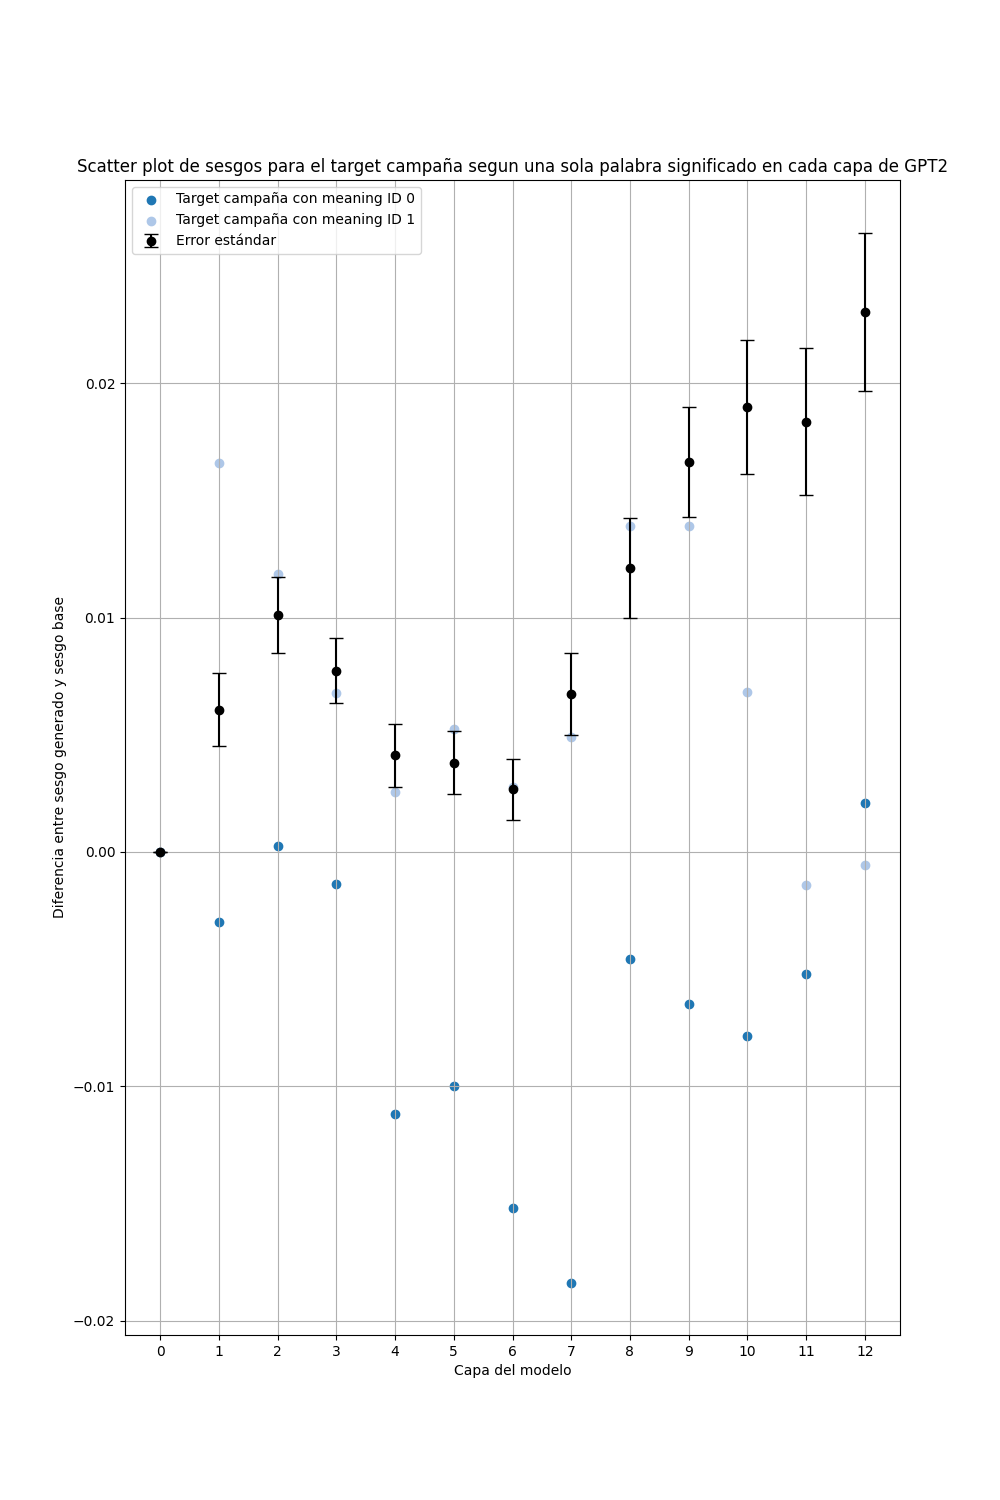 Scatter plot de sesgos para el target campaña segun una sola palabra significado en cada capa de GPT2
Target campaña con meaning ID 0
Target campaña con meaning ID 1
Error estándar
Diferencia entre sesgo generado y sesgo base
0.02
0.01
0.00
−0.01
−0.02
0 1 2 3 4 5 6 7 8 9 10 11 12
Capa del modelo